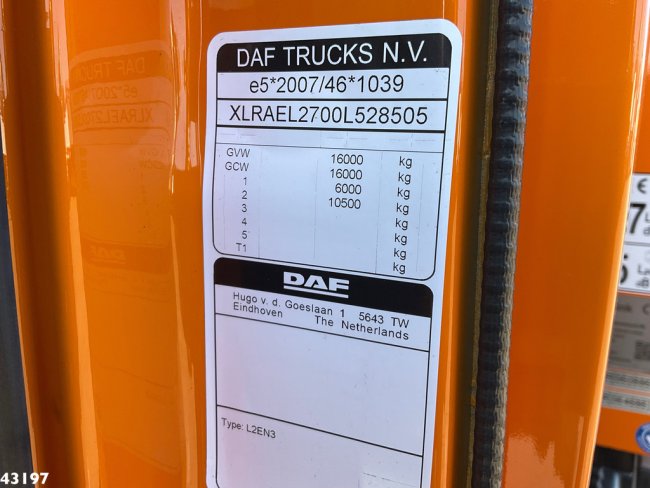 DAF TRUCKS N.V.
e5*2007/46*1039
XLRAEL2700L528505
GVW 16000 kg
GCW 16000 kg
1 6000 kg
2 10500 kg
3 kg
4 kg
5 kg
T1 kg
DAF
Hugo v. d. Goeslaan 1 5643 TW
Eindhoven The Netherlands
Type: L2EN3
43197